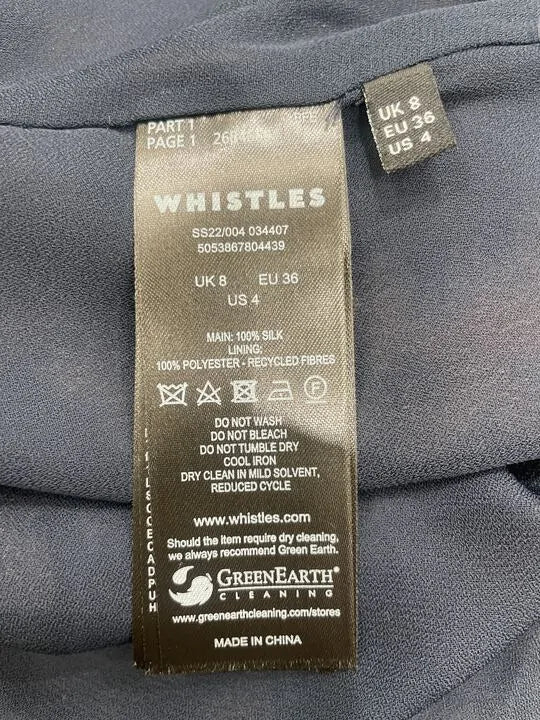 PART 1
PAGE 1
WHISTLES
SS22/004 034407
5053867804439
UK 8 EU 36
US 4
MAIN: 100% SILK
LINING:
100% POLYESTER - RECYCLED FIBRES
F
DO NOT WASH
DO NOT BLEACH
DO NOT TUMBLE DRY
COOL IRON
DRY CLEAN IN MILD SOLVENT,
REDUCED CYCLE
www.whistles.com
Should the item require dry cleaning,
we always recommend Green Earth.
GREENEARTH®
CLEANING
www.greenearthcleaning.com/stores
MADE IN CHINA
UK 8
EU 36
US 4